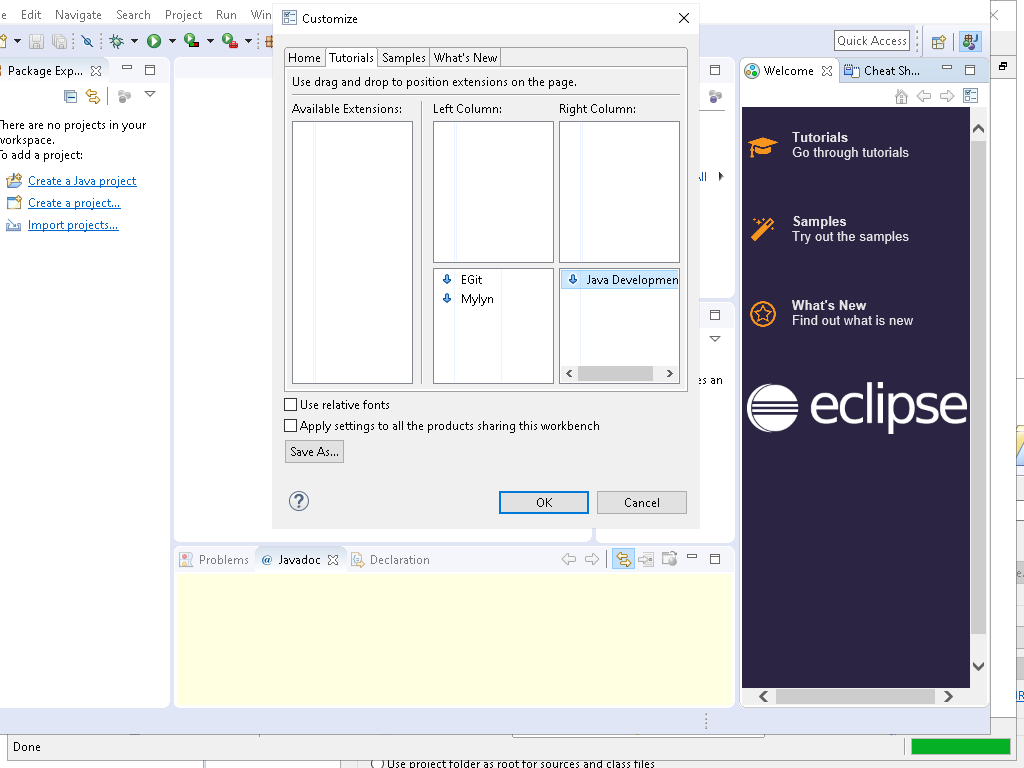 e Edit Navigate Search Project Run Win
Customize
Quick Access
Package Exp...
Home Tutorials Samples What's New
Welcome
Cheat Sh...
Use drag and drop to position extensions on the page.
Available Extensions:
Left Column:
Right Column:
here are no projects in your
workspace.
To add a project:
Create a Java project
Create a project...
Import projects...
All
Tutorials
Go through tutorials
Samples
Try out the samples
What's New
Find out what is new
eclipse
EGit
Mylyn
Java Developmen
es an
Use relative fonts
Apply settings to all the products sharing this workbench
Save As...
OK
Cancel
Problems
@ Javadoc
Declaration
Done
Use project folder as root for sources and class files